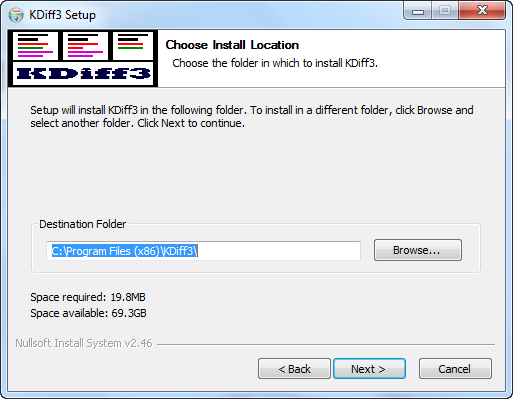 KDiff3 Setup
KDiff3
Choose Install Location
Choose the folder in which to install KDiff3.
Setup will install KDiff3 in the following folder. To install in a different folder, click Browse and
select another folder. Click Next to continue.
Destination Folder
C:\Program Files (x86)\KDiff3\
Browse...
Space required: 19.8MB
Space available: 69.3GB
Nullsoft Install System v2.46
< Back
Next >
Cancel